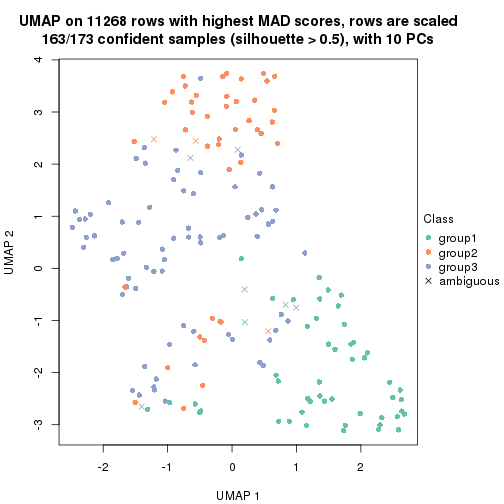 UMAP on 11268 rows with highest MAD scores, rows are scaled
163/173 confident samples (silhouette > 0.5), with 10 PCs
4
3
2
1
0
-1
-2
-3
UMAP 2
-2
-1
0
1
2
UMAP 1
Class
group1
group2
group3
ambiguous